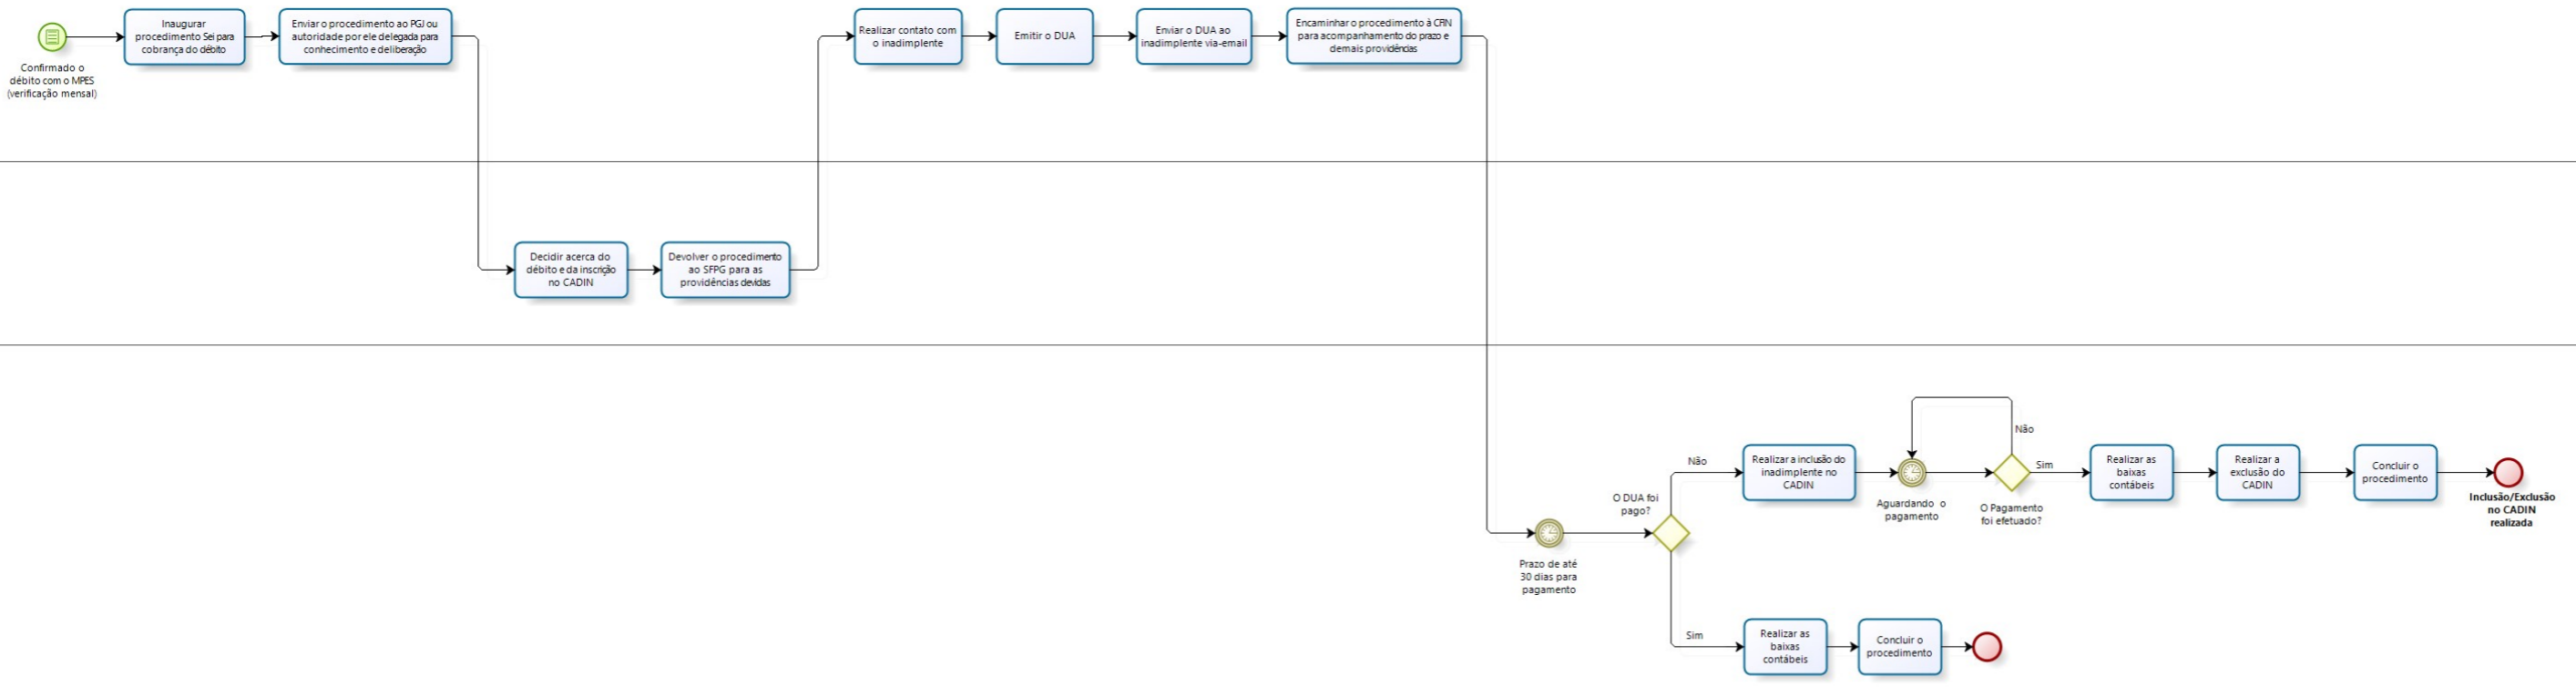 Inaugurar
procedimento Sei para
cobrança do débito
Enviar o procedimento ao PGJ ou
autoridade por ele delegada para
conhecimento e deliberação
Realizar contato com
o inadimplente
Emitir o DUA
Enviar o DUA ao
inadimplente via-email
Encaminhar o procedimento à CFIN
para acompanhamento do prazo e
demais providências
Confirmado o
débito com o MPES
(verificação mensal)
Decidir acerca do
débito e da inscrição
no CADIN
Devolver o procedimento
ao SFPG para as
providências devidas
Prazo de até
30 dias para
pagamento
O DUA foi
pago?
Não
Realizar a inclusão do
inadimplente no
CADIN
Aguardando o
pagamento
Não
O Pagamento
foi efetuado?
Sim
Realizar as
baixas
contábeis
Realizar a
exclusão do
CADIN
Concluir o
procedimento
Inclusão/Exclusão
no CADIN
realizada
Sim
Realizar as
baixas
contábeis
Concluir o
procedimento